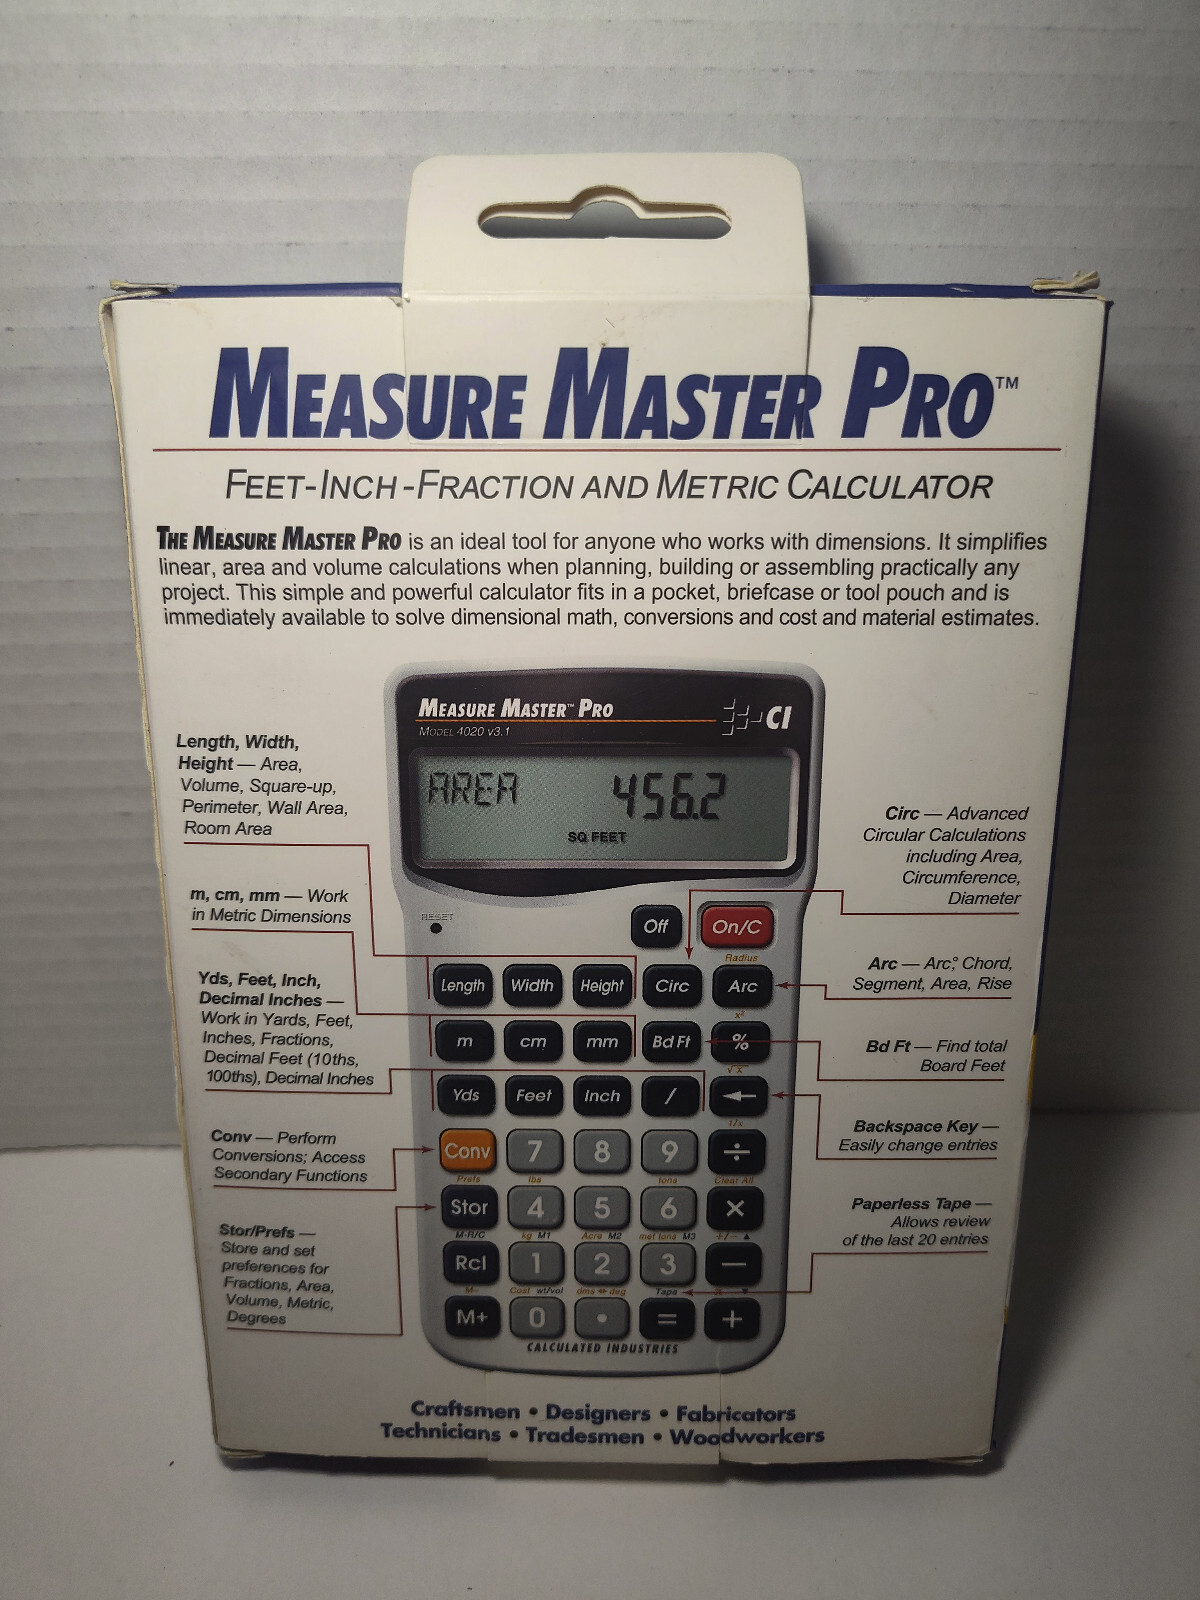 MEASURE MASTER PRO™
FEET-INCH-FRACTION AND METRIC CALCULATOR
THE MEASURE MASTER PRO is an ideal tool for anyone who works with dimensions. It simplifies
linear, area and volume calculations when planning, building or assembling practically any
project. This simple and powerful calculator fits in a pocket, briefcase or tool pouch and is
immediately available to solve dimensional math, conversions and cost and material estimates.
Length, Width,
Height — Area,
Volume, Square-up,
Perimeter, Wall Area,
Room Area
m, cm, mm — Work
in Metric Dimensions
Yds, Feet, Inch,
Decimal Inches —
Work in Yards, Feet,
Inches, Fractions,
Decimal Feet (10ths,
100ths), Decimal Inches
Conv — Perform
Conversions; Access
Secondary Functions
Stor/Prefs —
Store and set
preferences for
Fractions, Area,
Volume, Metric,
Degrees
MEASURE MASTER™ PRO
MODEL 4020 v3.1
CI
AREA 456.2
SQ FEET
RESET
Off On/C
Radius
Length Width Height Circ Arc
x²
m cm mm Bd Ft %
√x
Yds Feet Inch / ←
1/x
Conv 7 8 9 ÷
Prefs lbs tons Clear All
Stor 4 5 6 ×
M-R/C kg M1 Acre M2 met tons M3 +/− ▲
Rcl 1 2 3 −
M− Cost wt/vol dms ◄► deg Tape ▼
M+ 0 • = +
CALCULATED INDUSTRIES
Circ — Advanced
Circular Calculations
including Area,
Circumference,
Diameter
Arc — Arc°, Chord,
Segment, Area, Rise
Bd Ft — Find total
Board Feet
Backspace Key —
Easily change entries
Paperless Tape —
Allows review
of the last 20 entries
Craftsmen • Designers • Fabricators
Technicians • Tradesmen • Woodworkers